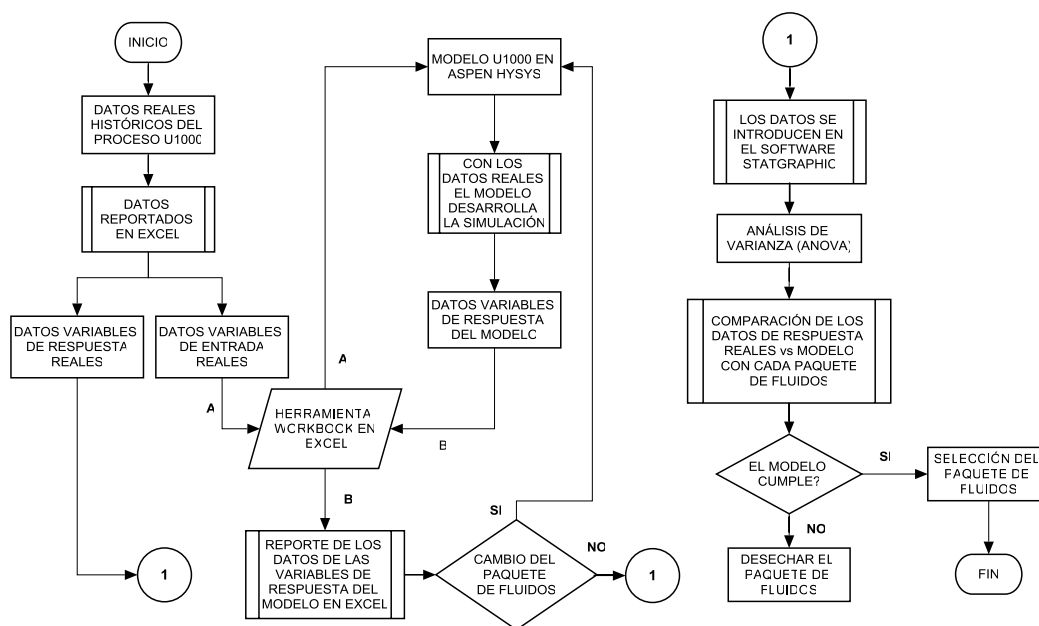 INICIO
DATOS REALES
HISTÓRICOS DEL
PROCESO U1000
DATOS
REPORTADOS
EN EXCEL
DATOS VARIABLES
DE RESPUESTA
REALES
DATOS VARIABLES
DE ENTRADA
REALES
A
A
HERRAMIENTA
WORKBOOK EN
EXCEL
MODELO U1000 EN
ASPEN HYSYS
CON LOS
DATOS REALES
EL MODELO
DESARROLLA
LA SIMULACIÓN
DATOS VARIABLES
DE RESPUESTA
DEL MODELO
B
B
REPORTE DE LOS
DATOS DE LAS
VARIABLES DE
RESPUESTA DEL
MODELO EN EXCEL
CAMBIO DEL
PAQUETE
DE FLUIDOS
SI
NO
1
1
1
LOS DATOS SE
INTRODUCEN EN
EL SOFTWARE
STATGRAPHIC
ANÁLISIS DE
VARIANZA (ANOVA)
COMPARACIÓN DE LOS
DATOS DE RESPUESTA
REALES vs MODELO
CON CADA PAQUETE
DE FLUIDOS
EL MODELO
CUMPLE?
SI
SELECCIÓN DEL
PAQUETE DE
FLUIDOS
NO
DESECHAR EL
PAQUETE DE
FLUIDOS
FIN